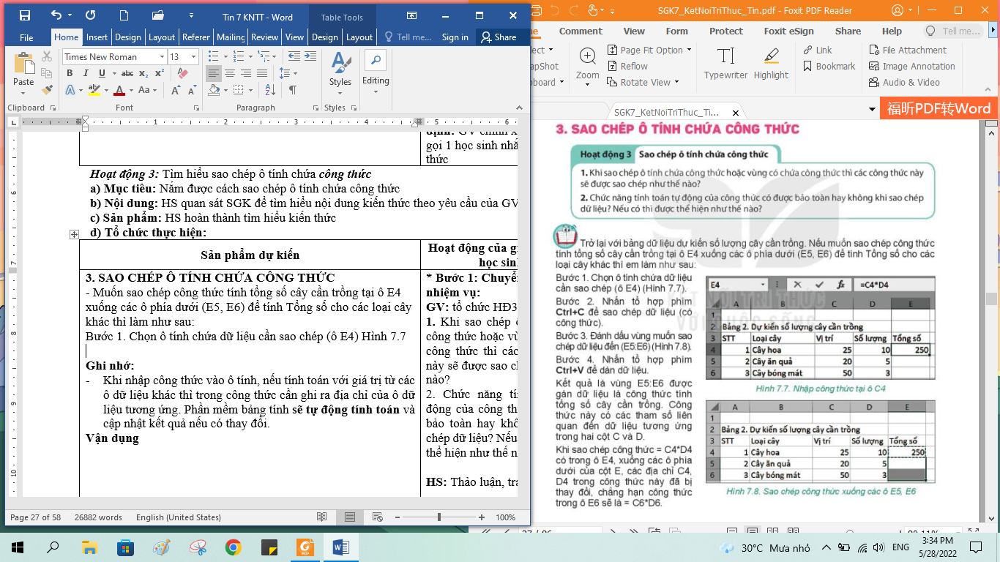 Tin 7 KNTT - Word
Table Tools
File Home Insert Design Layout Referer Mailing Review View Design Layout Tell me... Sign in Share
Paste
Times New Roman 13
B I U abc x₂ x²
A ab A Aa A A
Styles
Editing
Clipboard Font Paragraph Styles
1 2 3 4 5 6
gọi 1 học sinh nhắ
thức
Hoạt động 3: Tìm hiểu sao chép ô tính chứa công thức
a) Mục tiêu: Nắm được cách sao chép ô tính chứa công thức
b) Nội dung: HS quan sát SGK để tìm hiểu nội dung kiến thức theo yêu cầu của GV
c) Sản phẩm: HS hoàn thành tìm hiểu kiến thức
d) Tổ chức thực hiện:
Sản phẩm dự kiến
3. SAO CHÉP Ô TÍNH CHỨA CÔNG THỨC
- Muốn sao chép công thức tính tổng số cây cần trồng tại ô E4
xuống các ô phía dưới (E5, E6) để tính Tổng số cho các loại cây
khác thì làm như sau:
Bước 1. Chọn ô tính chứa dữ liệu cần sao chép (ô E4) Hình 7.7
Ghi nhớ:
- Khi nhập công thức vào ô tính, nếu tính toán với giá trị từ các
ô dữ liệu khác thì trong công thức cần ghi ra địa chỉ của ô dữ
liệu tương ứng. Phần mềm bảng tính sẽ tự động tính toán và
cập nhật kết quả nếu có thay đổi.
Vận dụng
Hoạt động của g
học sin
* Bước 1: Chuyể
nhiệm vụ:
GV: tổ chức HĐ3
1. Khi sao chép
công thức hoặc vù
công thức thì các
này sẽ được sao ch
nào?
2. Chức năng tí
động của công th
bảo toàn hay khô
chép dữ liệu? Nếu
thể hiện như thế n
HS: Thảo luận, tra
Page 27 of 58 26882 words English (United States) 100%
SGK7_KetNoiTriThuc_Tin.pdf - Foxit PDF Reader
Comment View Form Protect Foxit eSign Share Help Tell me...
Zoom
Page Fit Option
Reflow
Rotate View
Typewriter Highlight
Link
Bookmark
File Attachment
Image Annotation
Audio & Video
SGK7_KetNoiTriThuc_Ti...
福昕PDF转Word
3. SAO CHÉP Ô TÍNH CHỨA CÔNG THỨC
Hoạt động 3 Sao chép ô tính chứa công thức
1. Khi sao chép ô tính chứa công thức hoặc vùng có chứa công thức thì các công thức này
sẽ được sao chép như thế nào?
2. Chức năng tính toán tự động của công thức có được bảo toàn hay không khi sao chép
dữ liệu? Nếu có thì được thể hiện như thế nào?
Trở lại với bảng dữ liệu dự kiến số lượng cây cần trồng. Nếu muốn sao chép công thức
tính tổng số cây cần trồng tại ô E4 xuống các ô phía dưới (E5, E6) để tính Tổng số cho các
loại cây khác thì em làm như sau:
Bước 1. Chọn ô tính chứa dữ liệu
cần sao chép (ô E4) (Hình 7.7).
Bước 2. Nhấn tổ hợp phím
Ctrl+C để sao chép dữ liệu (có
công thức).
Bước 3. Đánh dấu vùng muốn sao
chép dữ liệu đến (E5:E6) (Hình 7.8).
Bước 4. Nhấn tổ hợp phím
Ctrl+V để dán dữ liệu.
Kết quả là vùng E5:E6 được
gán dữ liệu là công thức tính
tổng số cây cần trồng. Công
thức này có các tham số liên
quan đến dữ liệu tương ứng
trong hai cột C và D.
Khi sao chép công thức = C4*D4
có trong ô E4, xuống các ô phía
dưới của cột E, các địa chỉ C4,
D4 trong công thức này đã bị
thay đổi, chẳng hạn công thức
trong ô E6 sẽ là = C6*D6.
E4 fx =C4*D4
A B C D E
1
2 Bảng 2. Dự kiến số lượng cây cần trồng
3 STT Loại cây Vị trí Số lượng Tổng số
4 1 Cây hoa 25 10 250
5 2 Cây ăn quả 20 5
6 3 Cây bóng mát 50 3
Hình 7.7. Nhập công thức tại ô C4
A B C D E
1
2 Bảng 2. Dự kiến số lượng cây cần trồng
3 STT Loại cây Vị trí Số lượng Tổng số
4 1 Cây hoa 25 10 250
5 2 Cây ăn quả 20 5
6 3 Cây bóng mát 50 3
Hình 7.8. Sao chép công thức xuống các ô E5, E6
30°C Mưa nhỏ ENG
3:34 PM
5/28/2022